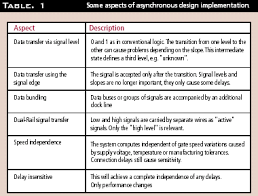 TABLE. 1 Some aspects of asynchronous design implementation
Aspect Description
Data transfer via signal level 0 and 1 as in conventional logic. The transition from one level to the
other can cause problems depending on the slope. This intermediate
state defines a third level, e.g. "unknown".
Data transfer using the
signal edge
The signal is accepted only after the transition. Signal levels and
slopes are no longer important, they only cause some delays.
Data bundling Data buses or groups of signals are accompanied by an additional
clock line
Dual-Rail signal transfer Low and high signals are carried by separate wires as "active"
signals. Only the "high level" is relevant.
Speed independence The system computes independent of gate speed variations caused
by supply voltage, temperature or manufacturing tolerances.
Connection delays still cause sensitivity.
Delay insensitive This will achieve a complete independence of any delays.
Only performance changes